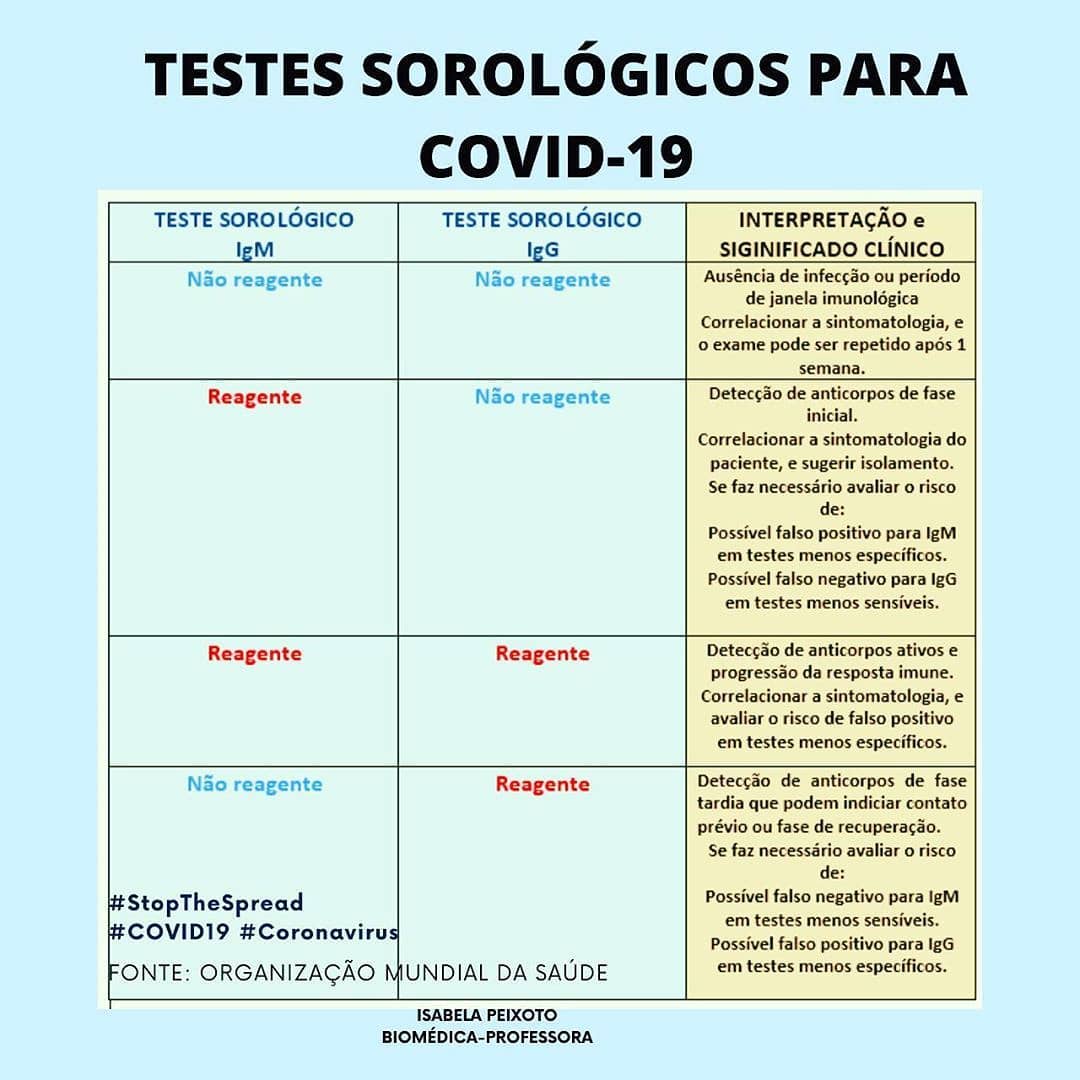 TESTES SOROLÓGICOS PARA
COVID-19
TESTE SOROLÓGICO
IgM
TESTE SOROLÓGICO
IgG
INTERPRETAÇÃO e
SIGINIFICADO CLÍNICO
Não reagente
Não reagente
Ausência de infecção ou período
de janela imunológica
Correlacionar a sintomatologia, e
o exame pode ser repetido após 1
semana.
Reagente
Não reagente
Detecção de anticorpos de fase
inicial.
Correlacionar a sintomatologia do
paciente, e sugerir isolamento.
Se faz necessário avaliar o risco
de:
Possível falso positivo para IgM
em testes menos específicos.
Possível falso negativo para IgG
em testes menos sensíveis.
Reagente
Reagente
Detecção de anticorpos ativos e
progressão da resposta imune.
Correlacionar a sintomatologia, e
avaliar o risco de falso positivo
em testes menos específicos.
Não reagente
Reagente
Detecção de anticorpos de fase
tardia que podem indiciar contato
prévio ou fase de recuperação.
Se faz necessário avaliar o risco
de:
Possível falso negativo para IgM
em testes menos sensíveis.
Possível falso positivo para IgG
em testes menos específicos.
#StopTheSpread
#COVID19 #Coronavirus
FONTE: ORGANIZAÇÃO MUNDIAL DA SAÚDE
ISABELA PEIXOTO
BIOMÉDICA-PROFESSORA